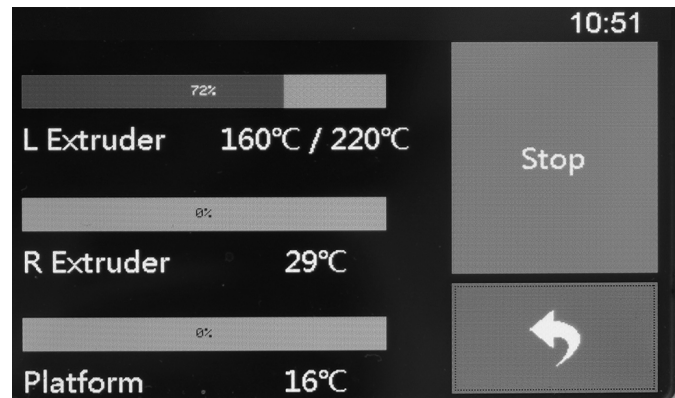 10:51
72%
L Extruder 160℃ / 220℃
Stop
0%
R Extruder 29℃
0%
Platform 16℃